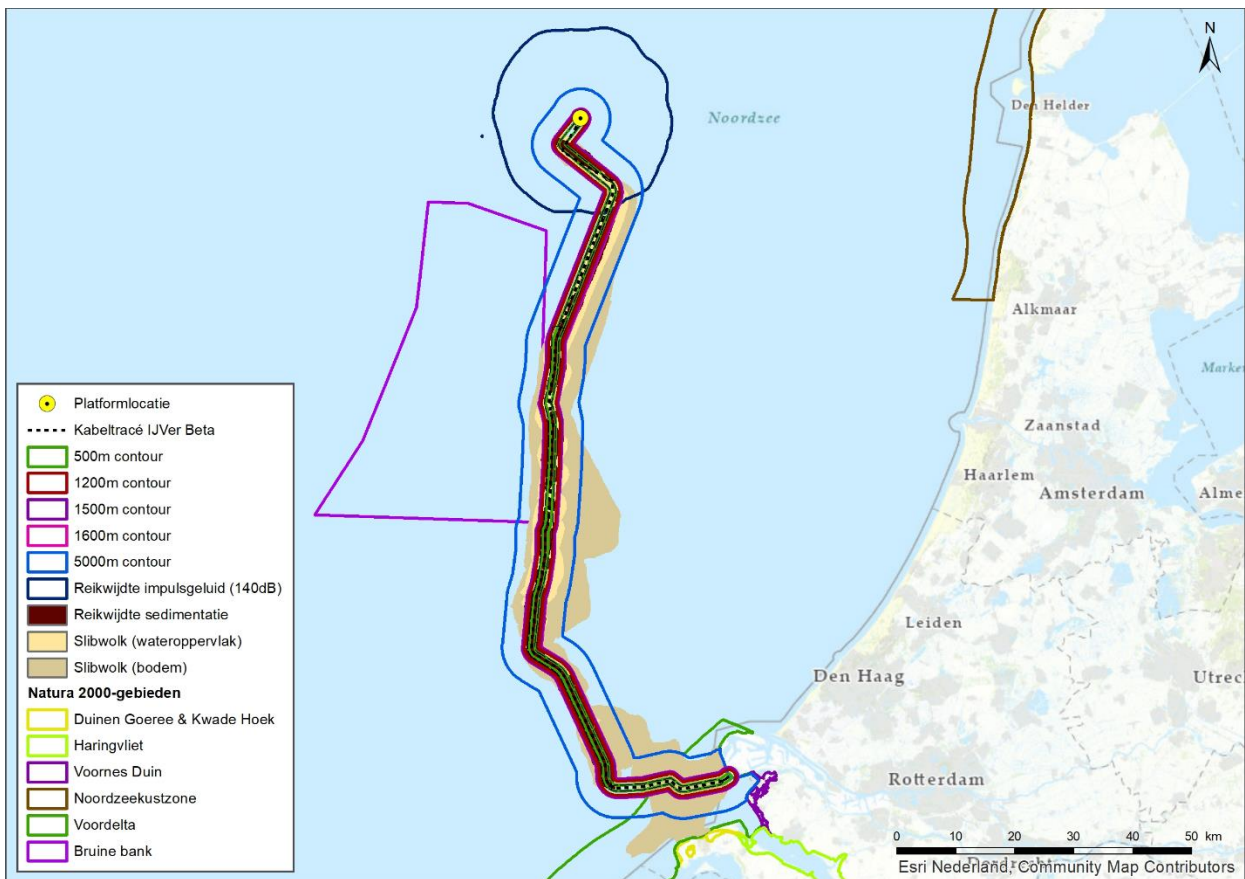 N
Noordzee
Den Helder
Alkmaar
Marker
Zaanstad
Haarlem
Amsterdam
Alme
Leiden
Den Haag
Utrec
Rotterdam
Platformlocatie
Kabeltracé IJVer Beta
500m contour
1200m contour
1500m contour
1600m contour
5000m contour
Reikwijdte impulsgeluid (140dB)
Reikwijdte sedimentatie
Slibwolk (wateroppervlak)
Slibwolk (bodem)
Natura 2000-gebieden
Duinen Goeree & Kwade Hoek
Haringvliet
Voornes Duin
Noordzeekustzone
Voordelta
Bruine bank
0 10 20 30 40 50 km
Dordrecht
Esri Nederland, Community Map Contributors